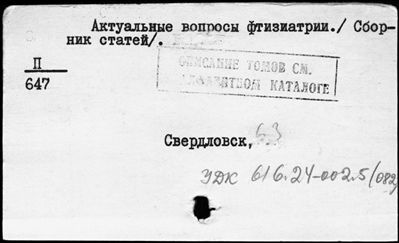 Актуальные вопросы фтизиатрии./ Сбор-
ник статей/.
П
647
ОПИСАНИЕ ТОМОВ СМ.
АЛФАВИТНОМ КАТАЛОГЕ
Свердловск, 63
УДК 616.24-002.5(082)